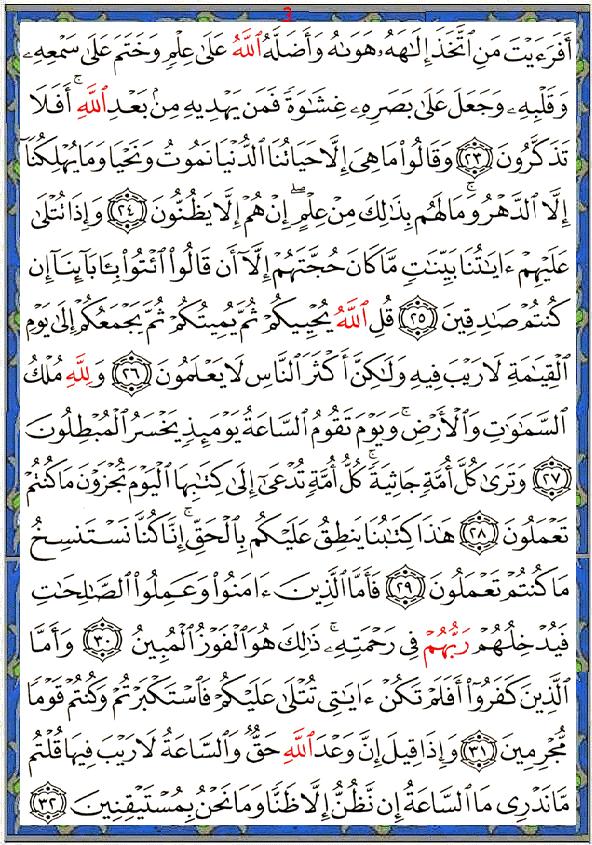 3
أَفَرَءَيْتَ مَنِ ٱتَّخَذَ إِلَٰهَهُۥ هَوَىٰهُ وَأَضَلَّهُ ٱللَّهُ عَلَىٰ عِلْمٍ وَخَتَمَ عَلَىٰ سَمْعِهِۦ
وَقَلْبِهِۦ وَجَعَلَ عَلَىٰ بَصَرِهِۦ غِشَٰوَةً فَمَن يَهْدِيهِ مِنۢ بَعْدِ ٱللَّهِ ۚ أَفَلَا
تَذَكَّرُونَ ٢٣ وَقَالُوا۟ مَا هِىَ إِلَّا حَيَاتُنَا ٱلدُّنْيَا نَمُوتُ وَنَحْيَا وَمَا يُهْلِكُنَآ
إِلَّا ٱلدَّهْرُ ۚ وَمَا لَهُم بِذَٰلِكَ مِنْ عِلْمٍ ۖ إِنْ هُمْ إِلَّا يَظُنُّونَ ٢٤ وَإِذَا تُتْلَىٰ
عَلَيْهِمْ ءَايَٰتُنَا بَيِّنَٰتٍ مَّا كَانَ حُجَّتَهُمْ إِلَّآ أَن قَالُوا۟ ٱئْتُوا۟ بِـَٔابَآئِنَآ إِن
كُنتُمْ صَٰدِقِينَ ٢٥ قُلِ ٱللَّهُ يُحْيِيكُمْ ثُمَّ يُمِيتُكُمْ ثُمَّ يَجْمَعُكُمْ إِلَىٰ يَوْمِ
ٱلْقِيَٰمَةِ لَا رَيْبَ فِيهِ وَلَٰكِنَّ أَكْثَرَ ٱلنَّاسِ لَا يَعْلَمُونَ ٢٦ وَلِلَّهِ مُلْكُ
ٱلسَّمَٰوَٰتِ وَٱلْأَرْضِ ۚ وَيَوْمَ تَقُومُ ٱلسَّاعَةُ يَوْمَئِذٍ يَخْسَرُ ٱلْمُبْطِلُونَ
٢٧ وَتَرَىٰ كُلَّ أُمَّةٍ جَاثِيَةً ۚ كُلُّ أُمَّةٍ تُدْعَىٰٓ إِلَىٰ كِتَٰبِهَا ٱلْيَوْمَ تُجْزَوْنَ مَا كُنتُمْ
تَعْمَلُونَ ٢٨ هَٰذَا كِتَٰبُنَا يَنطِقُ عَلَيْكُم بِٱلْحَقِّ ۚ إِنَّا كُنَّا نَسْتَنسِخُ
مَا كُنتُمْ تَعْمَلُونَ ٢٩ فَأَمَّا ٱلَّذِينَ ءَامَنُوا۟ وَعَمِلُوا۟ ٱلصَّٰلِحَٰتِ
فَيُدْخِلُهُمْ رَبُّهُمْ فِى رَحْمَتِهِۦ ۚ ذَٰلِكَ هُوَ ٱلْفَوْزُ ٱلْمُبِينُ ٣٠ وَأَمَّا
ٱلَّذِينَ كَفَرُوٓا۟ أَفَلَمْ تَكُنْ ءَايَٰتِى تُتْلَىٰ عَلَيْكُمْ فَٱسْتَكْبَرْتُمْ وَكُنتُمْ قَوْمًا
مُّجْرِمِينَ ٣١ وَإِذَا قِيلَ إِنَّ وَعْدَ ٱللَّهِ حَقٌّ وَٱلسَّاعَةُ لَا رَيْبَ فِيهَا قُلْتُم
مَّا نَدْرِى مَا ٱلسَّاعَةُ إِن نَّظُنُّ إِلَّا ظَنًّا وَمَا نَحْنُ بِمُسْتَيْقِنِينَ ٣٢